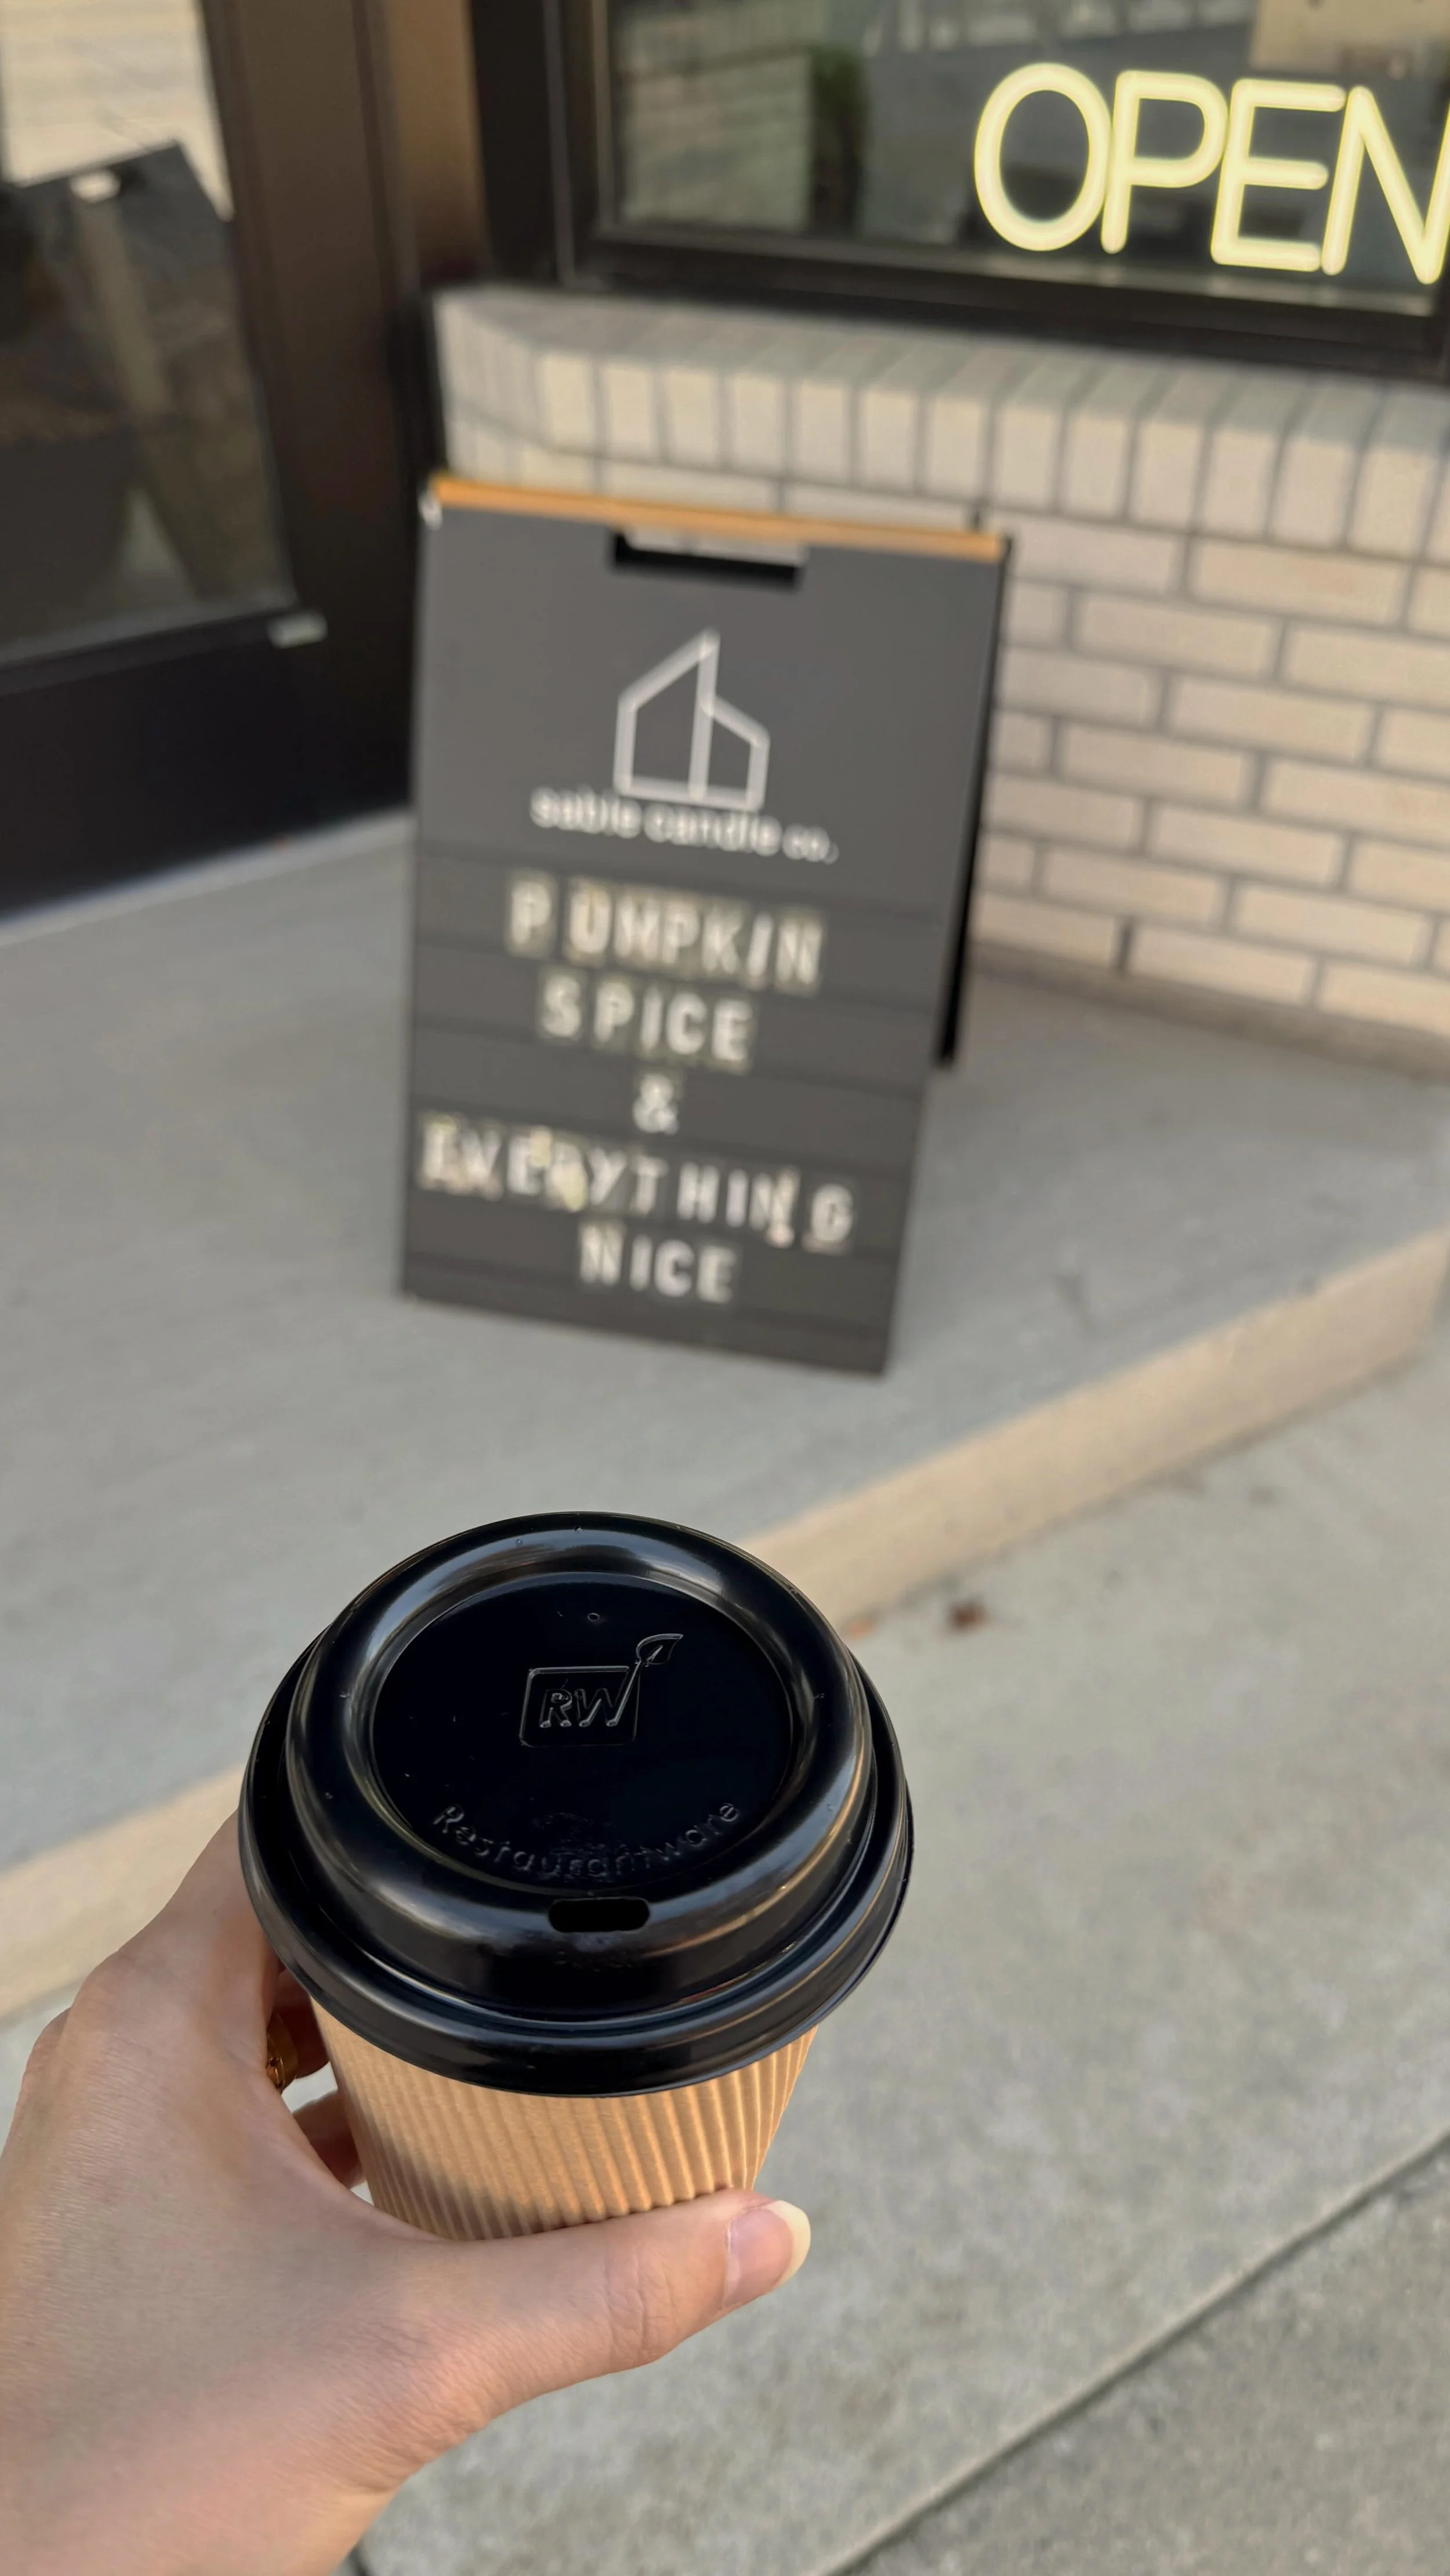 OPEN
sable candle co.
PUMPKIN
SPICE
&
EVERYTHING
NICE
RW
Restaurantware